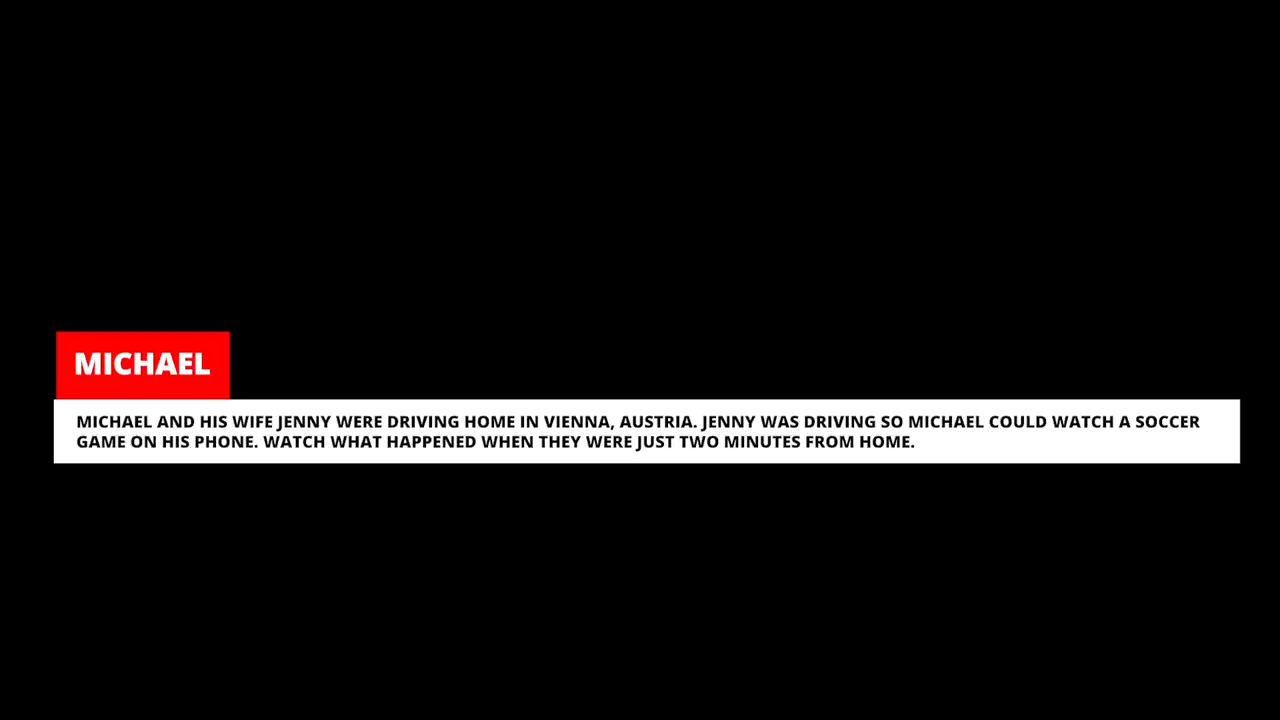 MICHAEL
MICHAEL AND HIS WIFE JENNY WERE DRIVING HOME IN VIENNA, AUSTRIA. JENNY WAS DRIVING SO MICHAEL COULD WATCH A SOCCER
GAME ON HIS PHONE. WATCH WHAT HAPPENED WHEN THEY WERE JUST TWO MINUTES FROM HOME.